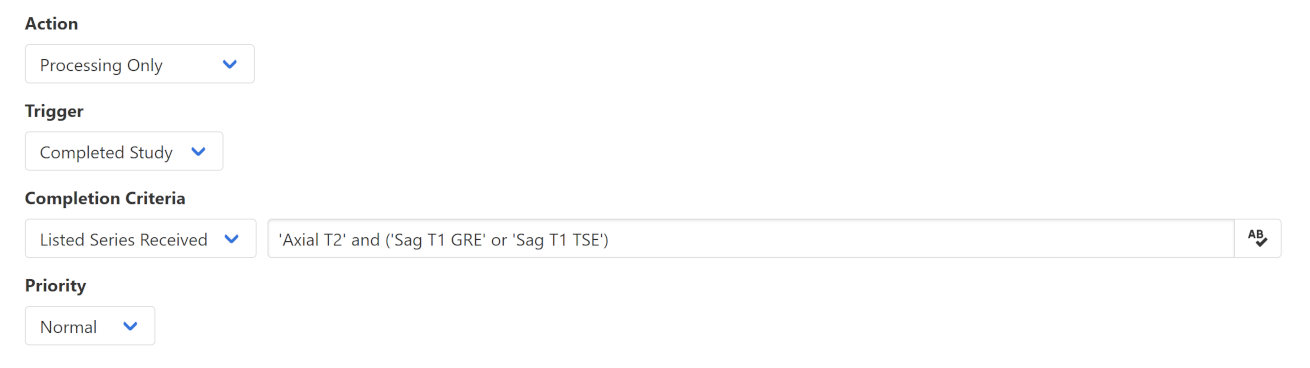 Action
Processing Only
Trigger
Completed Study
Completion Criteria
Listed Series Received 'Axial T2' and ('Sag T1 GRE' or 'Sag T1 TSE') AB
Priority
Normal